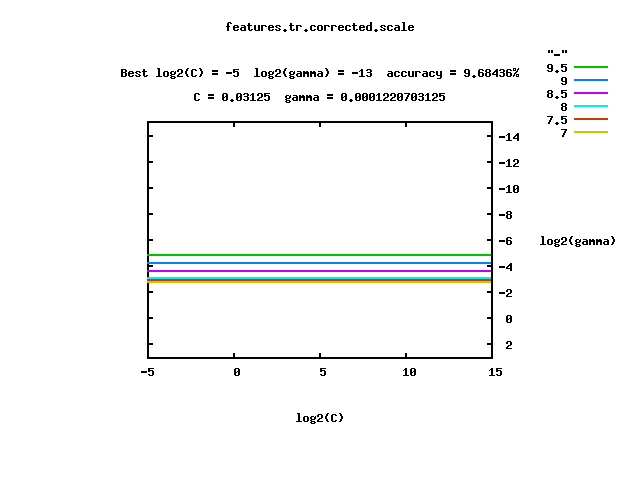 features.tr.corrected.scale
Best log2(C) = -5  log2(gamma) = -13  accuracy = 9.68436%
C = 0.03125  gamma = 0.0001220703125
"-"
9.5
9
8.5
8
7.5
7
-14
-12
-10
-8
-6
-4
-2
0
2
log2(gamma)
-5 0 5 10 15
log2(C)